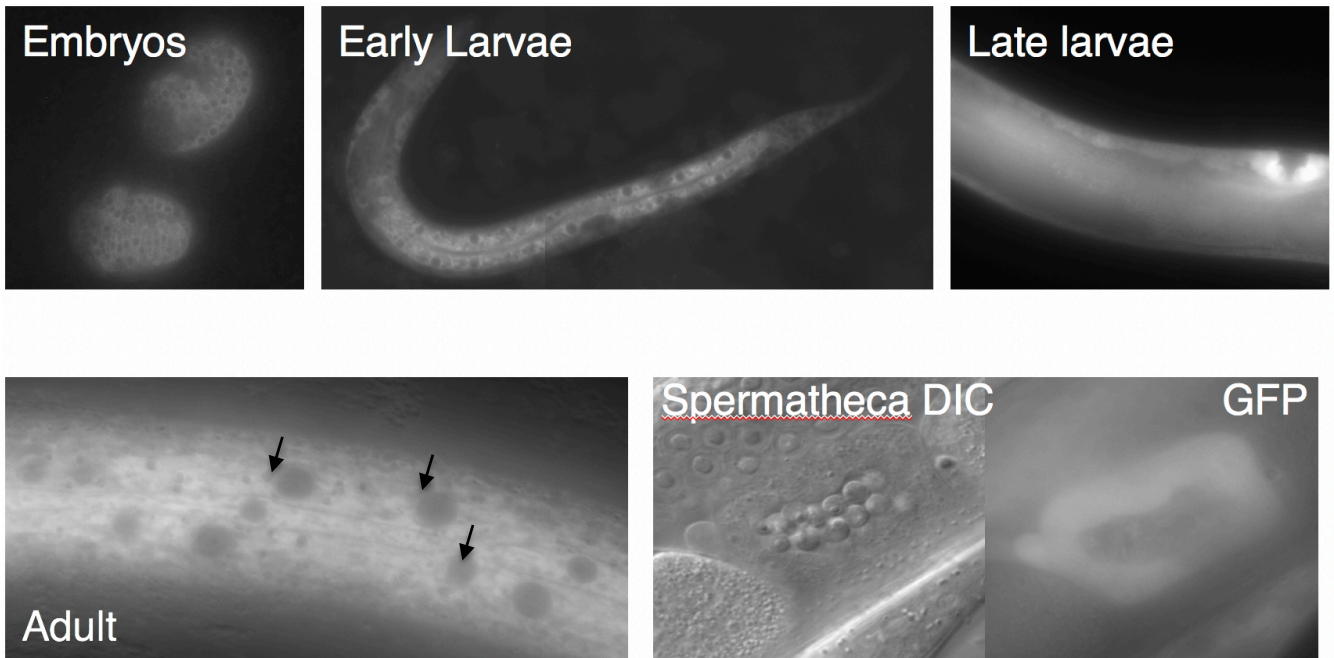 Embryos
Early Larvae
Late larvae
Adult
Spermatheca DIC
GFP